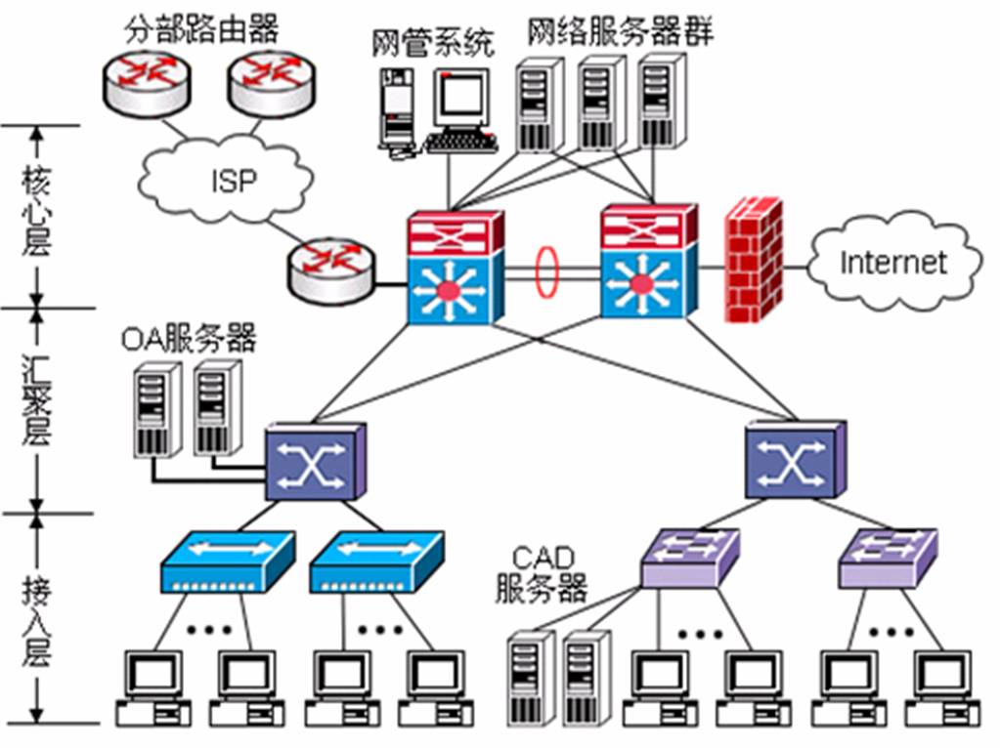 分部路由器
网管系统
网络服务器群
核心层
ISP
Internet
OA服务器
汇聚层
接入层
CAD
服务器